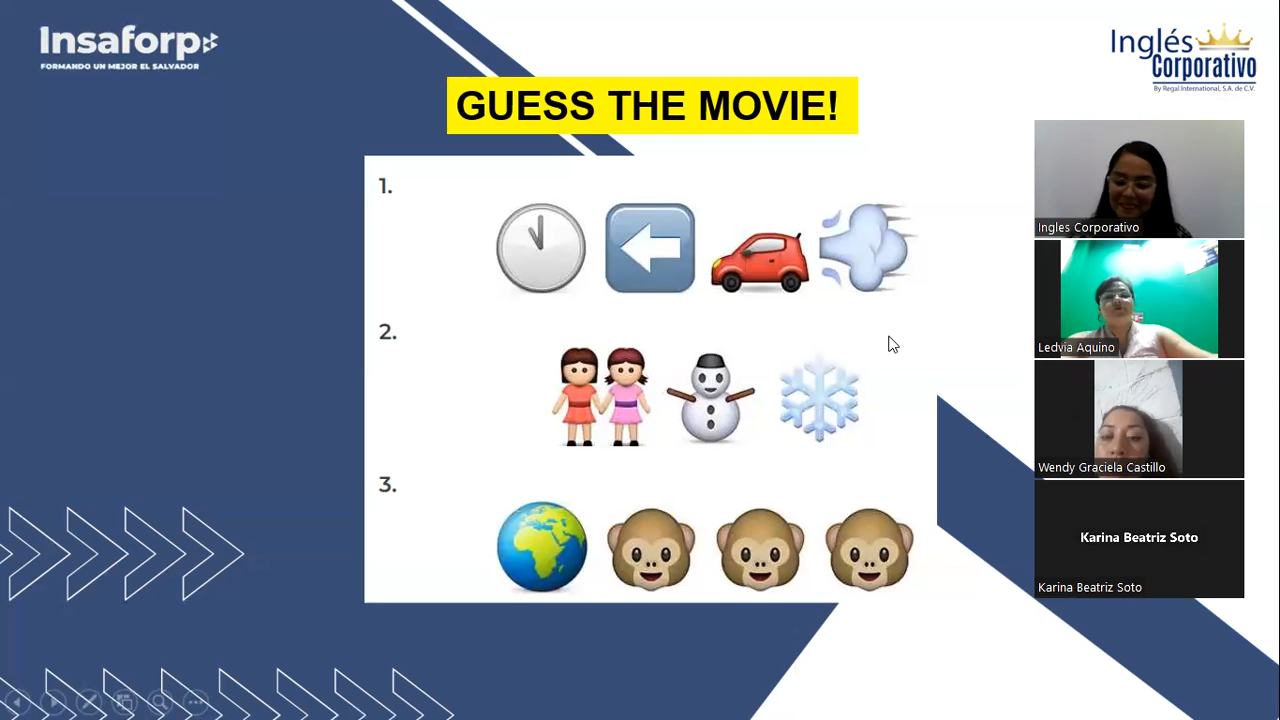 Insaforp
FORMANDO UN MEJOR EL SALVADOR
Inglés
Corporativo
By Regal International, S.A. de C.V.
GUESS THE MOVIE!
1.
2.
3.
Ingles Corporativo
Ledvia Aquino
Wendy Graciela Castillo
Karina Beatriz Soto
Karina Beatriz Soto